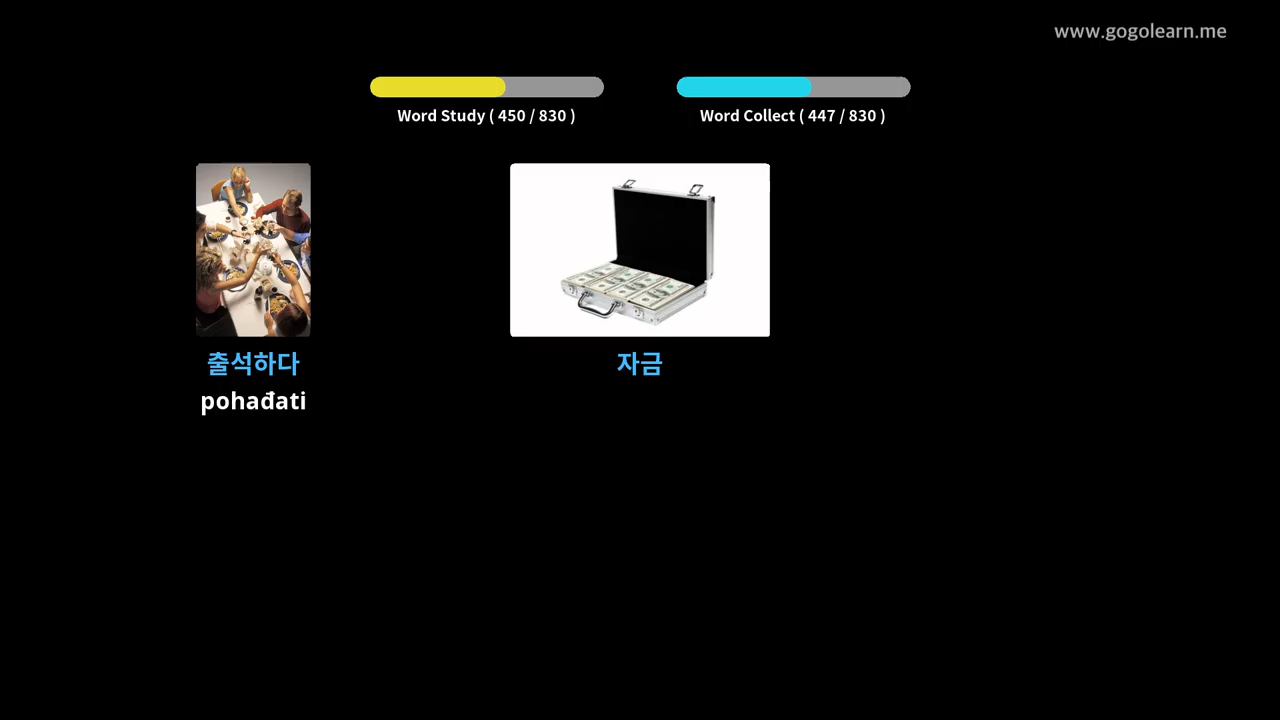 www.gogolearn.me
Word Study ( 450 / 830 )
Word Collect ( 447 / 830 )
출석하다
pohađati
자금